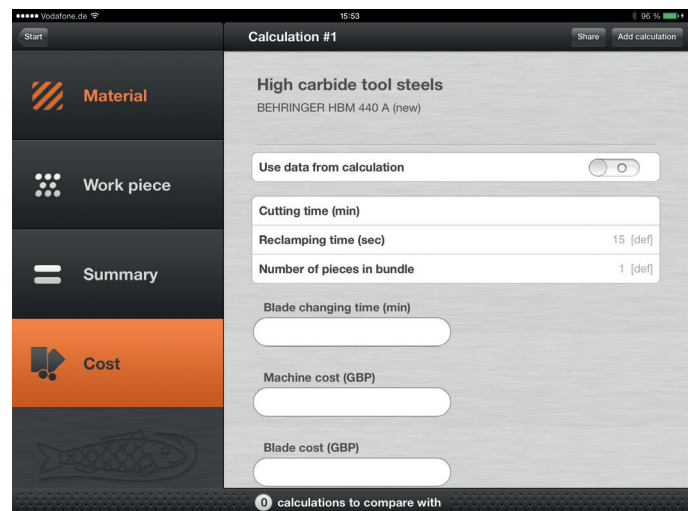 Vodafone.de 15:53 96 %
Start Calculation #1 Share Add calculation
Material
Work piece
Summary
Cost
High carbide tool steels
BEHRINGER HBM 440 A (new)
Use data from calculation
Cutting time (min)
Reclamping time (sec) 15 [def]
Number of pieces in bundle 1 [def]
Blade changing time (min)
Machine cost (GBP)
Blade cost (GBP)
0 calculations to compare with